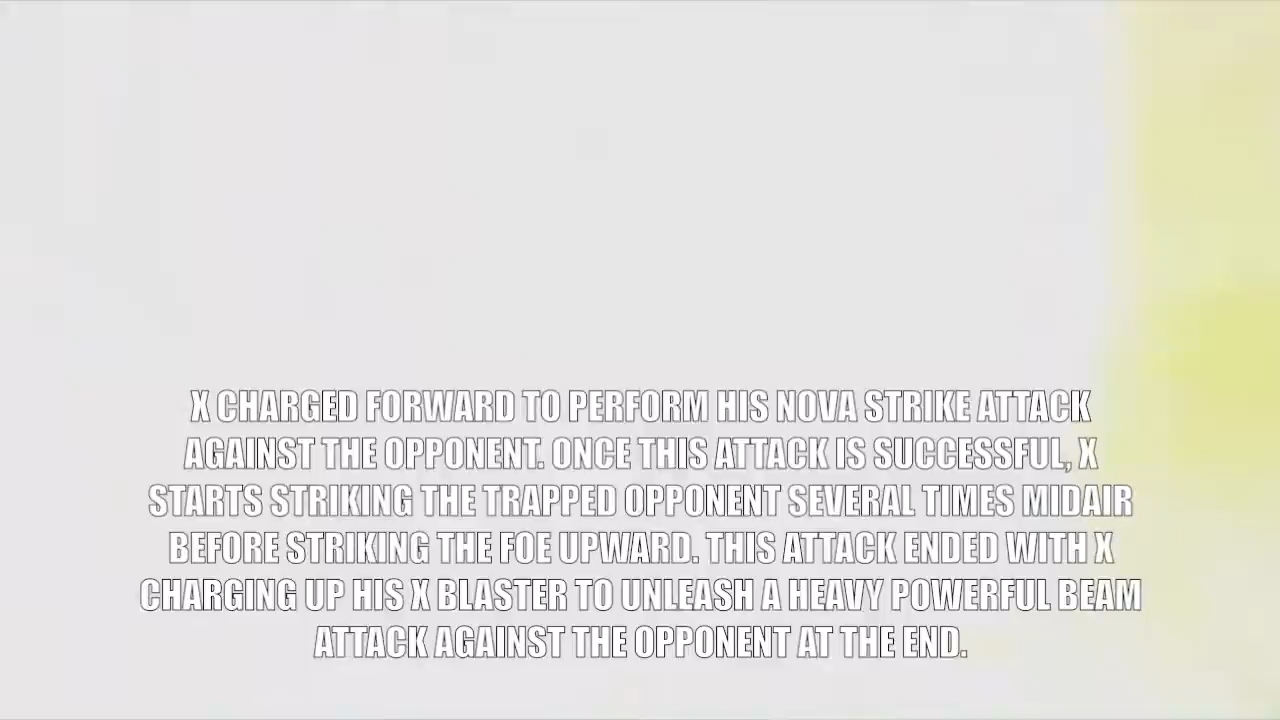 X CHARGED FORWARD TO PERFORM HIS NOVA STRIKE ATTACK
AGAINST THE OPPONENT. ONCE THIS ATTACK IS SUCCESSFUL, X
STARTS STRIKING THE TRAPPED OPPONENT SEVERAL TIMES MIDAIR
BEFORE STRIKING THE FOE UPWARD. THIS ATTACK ENDED WITH X
CHARGING UP HIS X BLASTER TO UNLEASH A HEAVY POWERFUL BEAM
ATTACK AGAINST THE OPPONENT AT THE END.